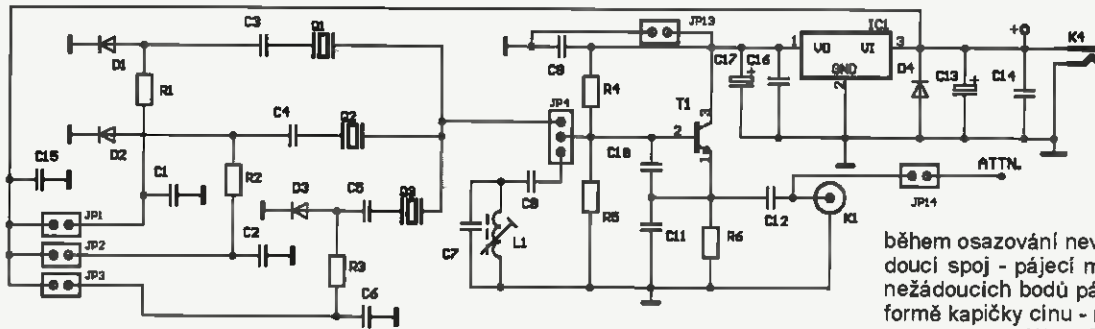 C3
Q1
JP13
IC1
1 VO VI 3
GND
2
K4
D1
C8
C17
C16
D4
C13
C14
R1
R4
C4
Q2
JP4
T1
3
2
1
D2
C15
C1
R2
D3
C5
Q3
C18
ATTN.
JP14
C9
R5
C12
K1
JP1
C7
L1
C11
R6
JP2
C2
R3
JP3
C6
během osazování nev
doucí spoj - pájecí m
nežádoucich bodů pá
formě kapičky cínu -